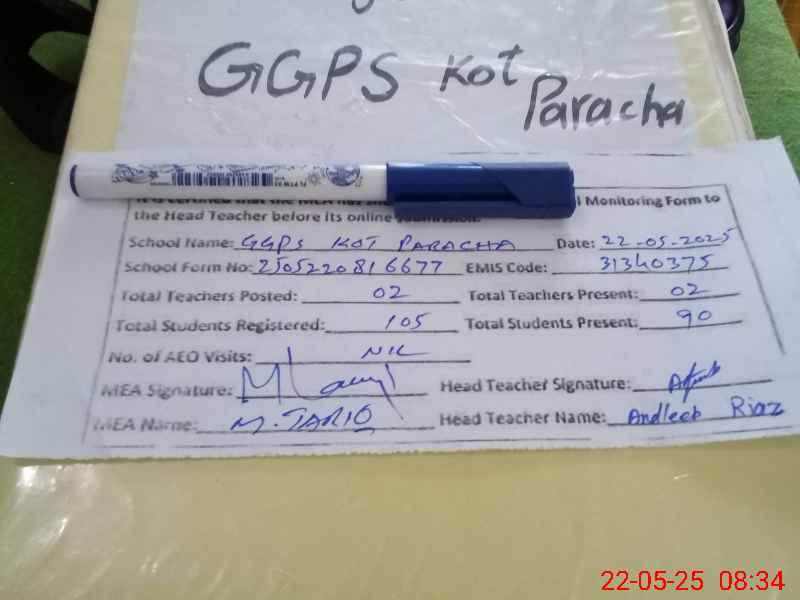 GGPS Kot
Paracha
Monitoring Form to
the Head Teacher before its online
School Name: GGPS KOT PARACHA Date: 22-05-2025
School Form No: 2505220816677 EMIS Code: 31340375
Total Teachers Posted: 02 Total Teachers Present: 02
Total Students Registered: 105 Total Students Present: 90
No. of AEO Visits: NIL
MEA Signature: Head Teacher Signature:
MEA Name: M. TARIQ Head Teacher Name: Andleeb Riaz
22-05-25 08:34